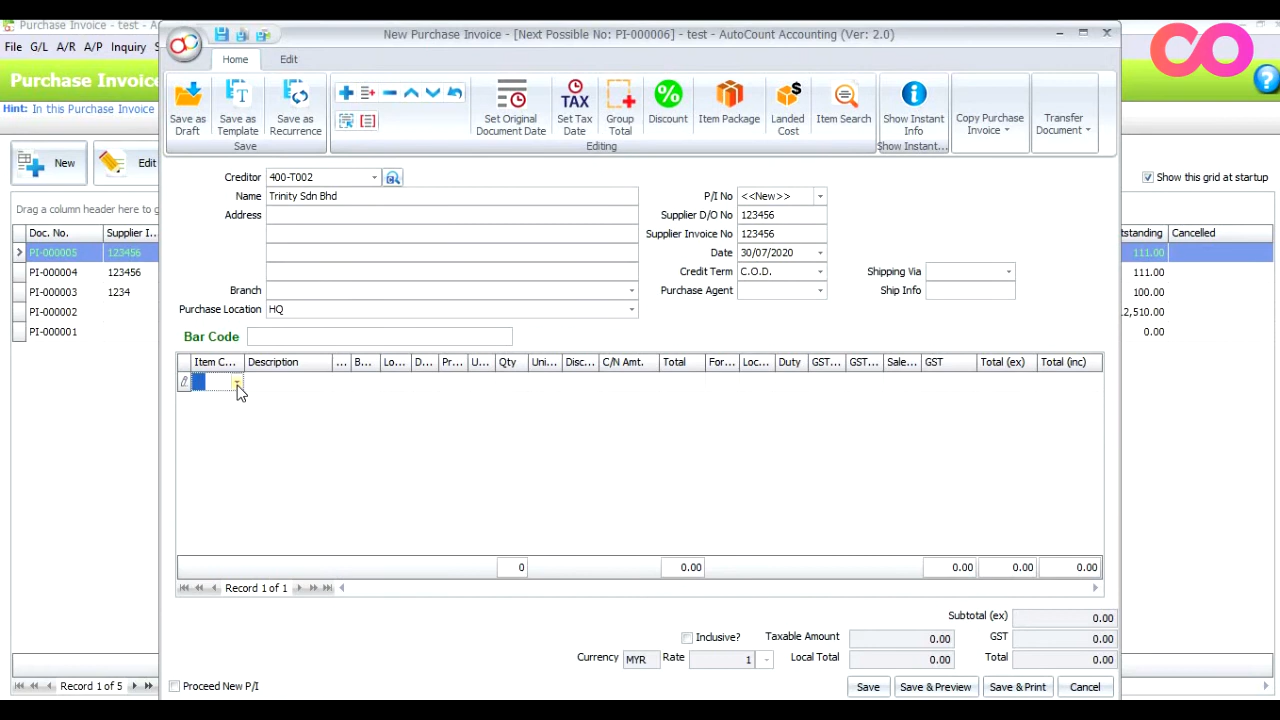 Purchase Invoice - test - A
New Purchase Invoice - [Next Possible No: PI-000006] - test - AutoCount Accounting (Ver: 2.0)
File G/L A/R A/P Inquiry S
Home Edit
Purchase Invoice
Hint: In this Purchase Invoice
Save as Draft
Save as Template
Save as Recurrence
Set Original Document Date
TAX
Set Tax Date
Group Total
Discount
Item Package
Landed Cost
Item Search
Show Instant Info
Copy Purchase Invoice
Transfer Document
Save
Editing
Show Instant...
New Edit
Show this grid at startup
Drag a column header here to g
Doc. No. Supplier I...
PI-000005 123456
PI-000004 123456
PI-000003 1234
PI-000002
PI-000001
tstanding Cancelled
111.00
111.00
100.00
12,510.00
0.00
Creditor 400-T002
Name Trinity Sdn Bhd
Address
Branch
Purchase Location HQ
P/I No <<New>>
Supplier D/O No 123456
Supplier Invoice No 123456
Date 30/07/2020
Credit Term C.O.D.
Purchase Agent
Shipping Via
Ship Info
Bar Code
Item C... Description ... B... Lo... D... Pr... U... Qty Uni... Disc... C/N Amt. Total For... Loc... Duty GST... GST... Sale... GST Total (ex) Total (inc)
0 0.00 0.00 0.00 0.00
Record 1 of 1
Subtotal (ex) 0.00
Inclusive? Taxable Amount 0.00 GST 0.00
Currency MYR Rate 1 Local Total 0.00 Total 0.00
Record 1 of 5
Proceed New P/I
Save Save & Preview Save & Print Cancel